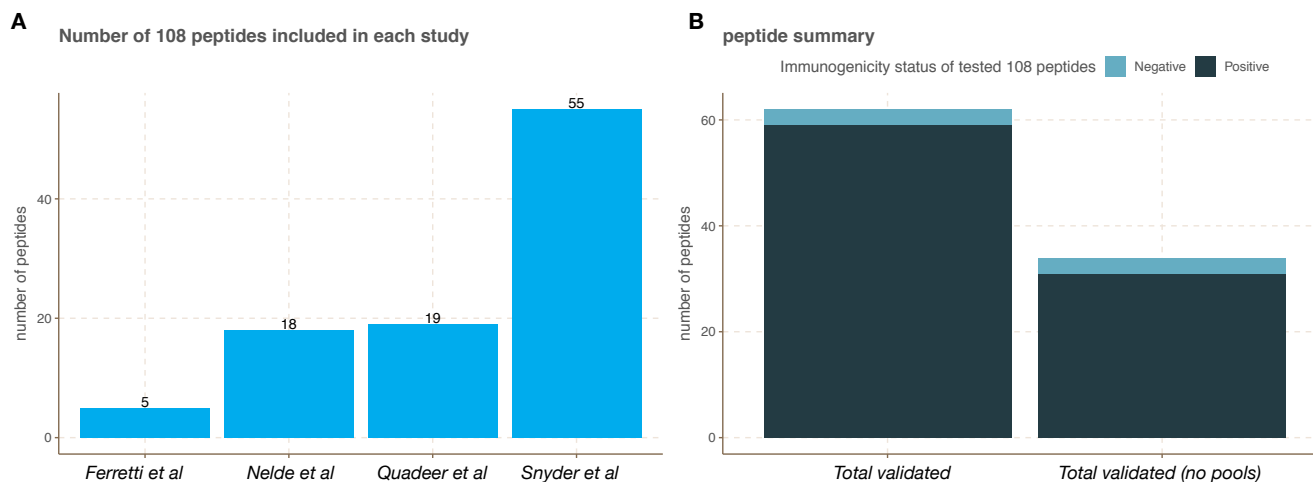 A
Number of 108 peptides included in each study
number of peptides
40
20
0
5
18
19
55
Ferretti et al
Nelde et al
Quadeer et al
Snyder et al
B
peptide summary
Immunogenicity status of tested 108 peptides Negative Positive
number of peptides
60
40
20
0
Total validated
Total validated (no pools)